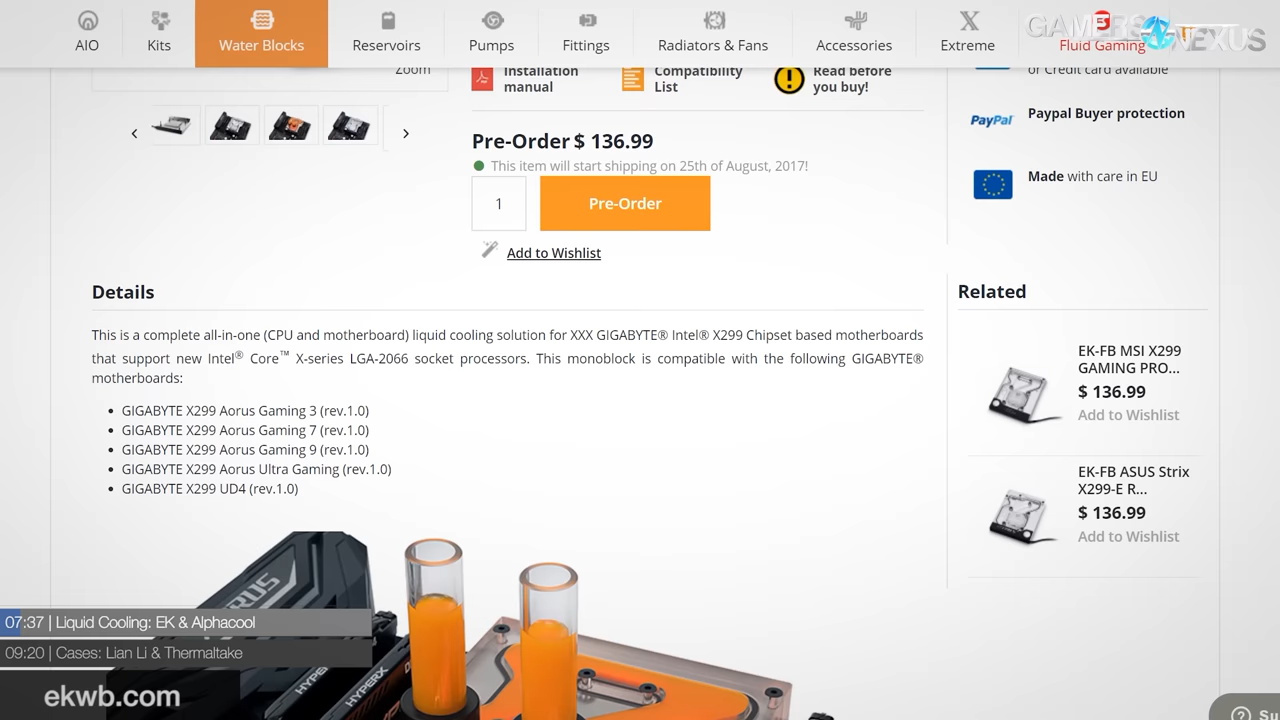 AIO
Kits
Water Blocks
Reservoirs
Pumps
Fittings
Radiators & Fans
Accessories
Extreme
Fluid Gaming
GAMERS NEXUS
Zoom
Installation
manual
Compatibility
List
Read before
you buy!
or Credit card available
PayPal
Paypal Buyer protection
Made with care in EU
Pre-Order $ 136.99
This item will start shipping on 25th of August, 2017!
1
Pre-Order
Add to Wishlist
Details
This is a complete all-in-one (CPU and motherboard) liquid cooling solution for XXX GIGABYTE® Intel® X299 Chipset based motherboards
that support new Intel® Core™ X-series LGA-2066 socket processors. This monoblock is compatible with the following GIGABYTE®
motherboards:
• GIGABYTE X299 Aorus Gaming 3 (rev.1.0)
• GIGABYTE X299 Aorus Gaming 7 (rev.1.0)
• GIGABYTE X299 Aorus Gaming 9 (rev.1.0)
• GIGABYTE X299 Aorus Ultra Gaming (rev.1.0)
• GIGABYTE X299 UD4 (rev.1.0)
Related
EK-FB MSI X299
GAMING PRO...
$ 136.99
Add to Wishlist
EK-FB ASUS Strix
X299-E R...
$ 136.99
Add to Wishlist
RUS
HYPE
HYPERX
07:37 | Liquid Cooling: EK & Alphacool
09:20 | Cases: Lian Li & Thermaltake
ekwb.com
Su